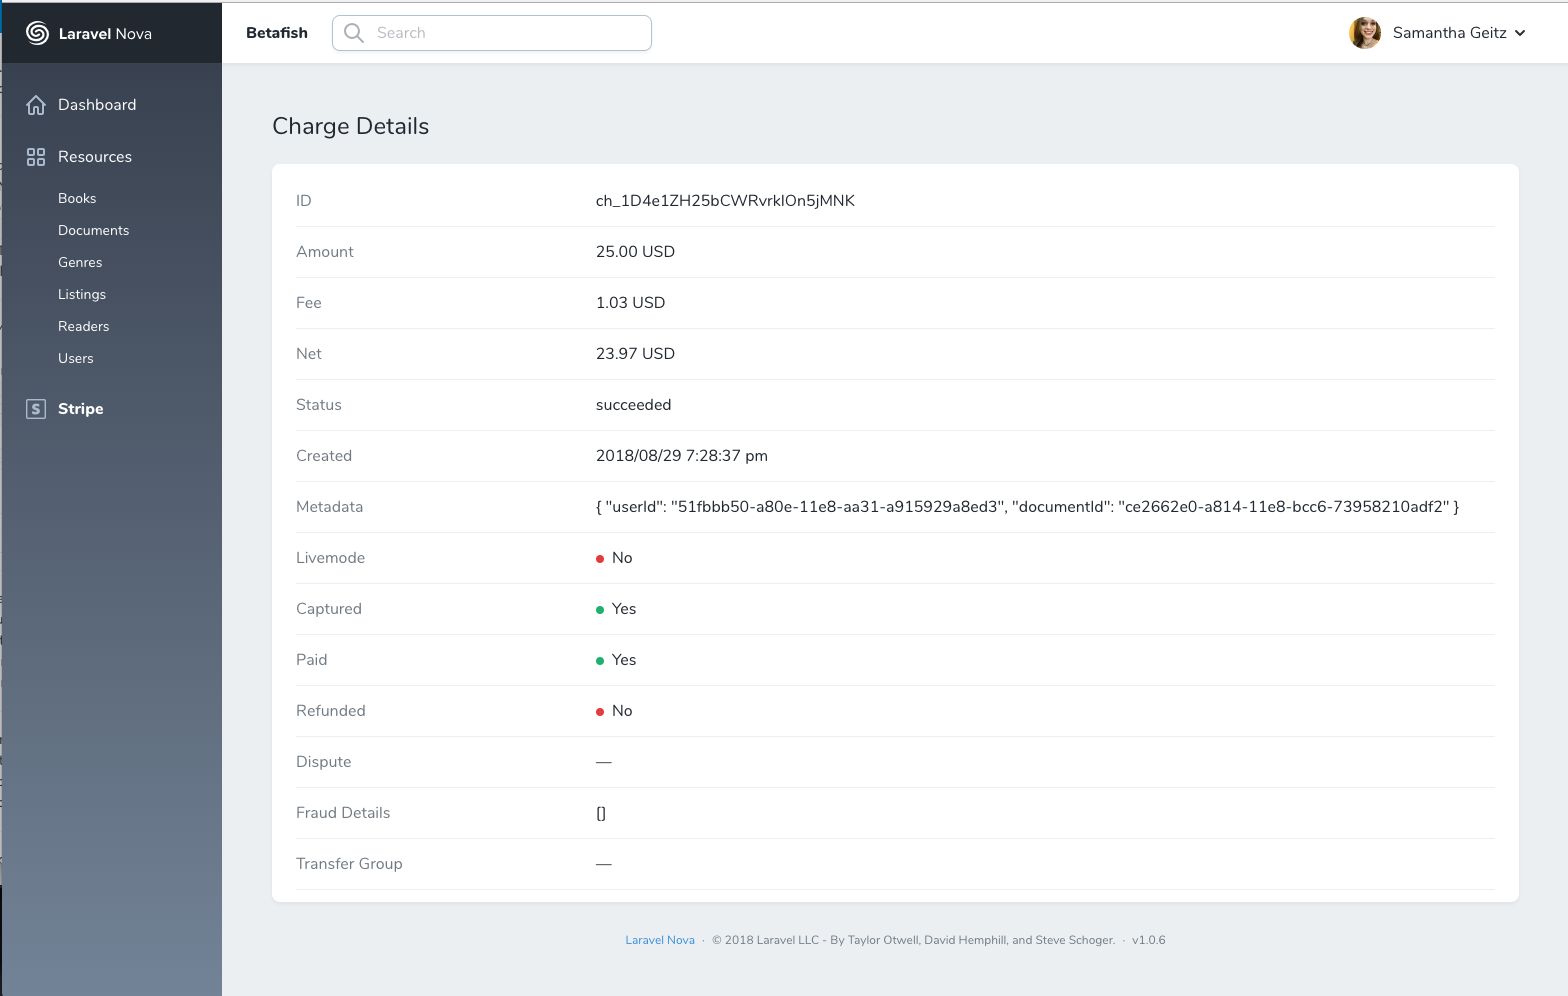 Laravel Nova
Betafish
Search
Samantha Geitz
Dashboard
Resources
Books
Documents
Genres
Listings
Readers
Users
Stripe
Charge Details
ID ch_1D4e1ZH25bCWRvrkIOn5jMNK
Amount 25.00 USD
Fee 1.03 USD
Net 23.97 USD
Status succeeded
Created 2018/08/29 7:28:37 pm
Metadata { "userId": "51fbbb50-a80e-11e8-aa31-a915929a8ed3", "documentId": "ce2662e0-a814-11e8-bcc6-73958210adf2" }
Livemode No
Captured Yes
Paid Yes
Refunded No
Dispute —
Fraud Details []
Transfer Group —
Laravel Nova · © 2018 Laravel LLC - By Taylor Otwell, David Hemphill, and Steve Schoger. · v1.0.6